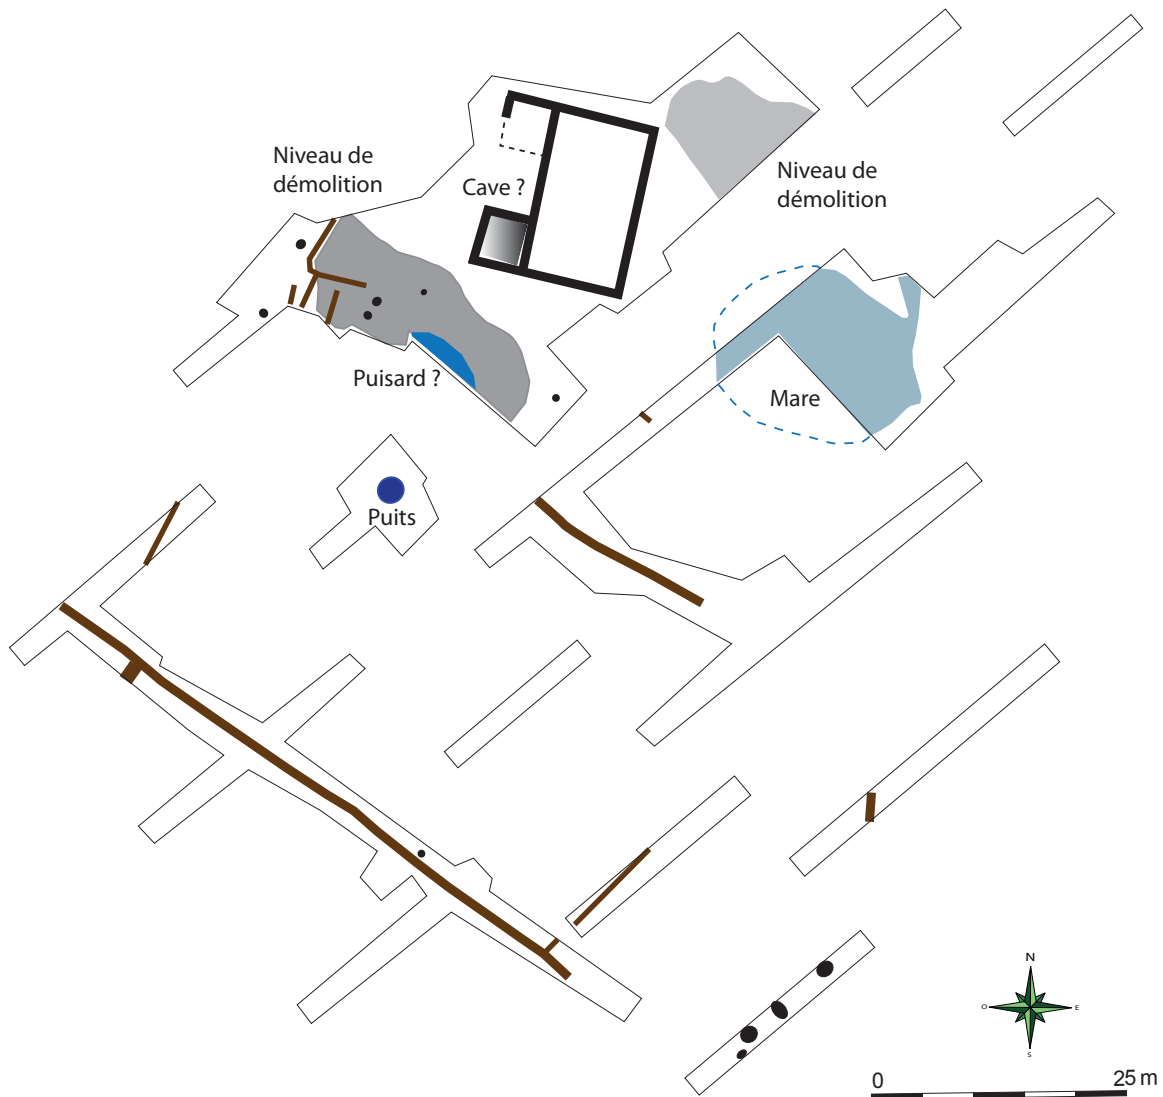 Niveau de
démolition
Cave ?
Niveau de
démolition
Puisard ?
Mare
Puits
N
O
E
S
0
25 m